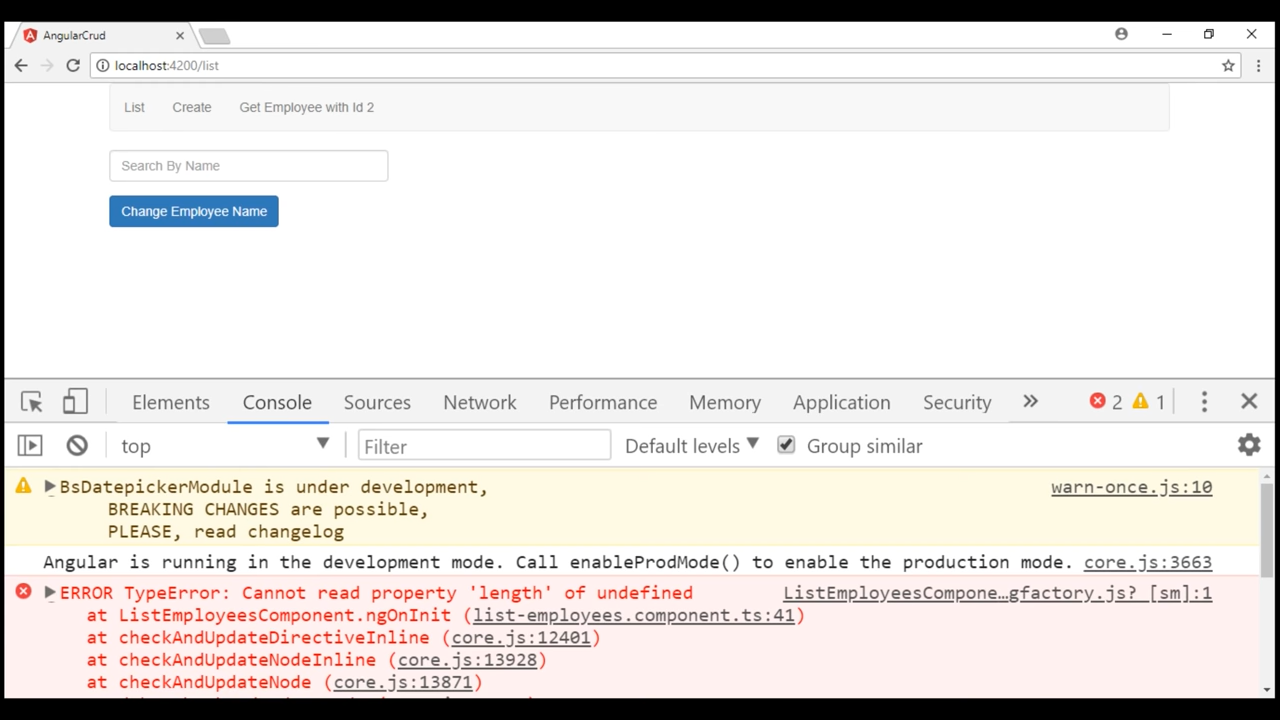 AngularCrud
localhost:4200/list
List Create Get Employee with Id 2
Search By Name
Change Employee Name
Elements Console Sources Network Performance Memory Application Security » 2 1
top Filter Default levels Group similar
BsDatepickerModule is under development, warn-once.js:10
BREAKING CHANGES are possible,
PLEASE, read changelog
Angular is running in the development mode. Call enableProdMode() to enable the production mode. core.js:3663
ERROR TypeError: Cannot read property 'length' of undefined ListEmployeesCompone…gfactory.js? [sm]:1
at ListEmployeesComponent.ngOnInit (list-employees.component.ts:41)
at checkAndUpdateDirectiveInline (core.js:12401)
at checkAndUpdateNodeInline (core.js:13928)
at checkAndUpdateNode (core.js:13871)